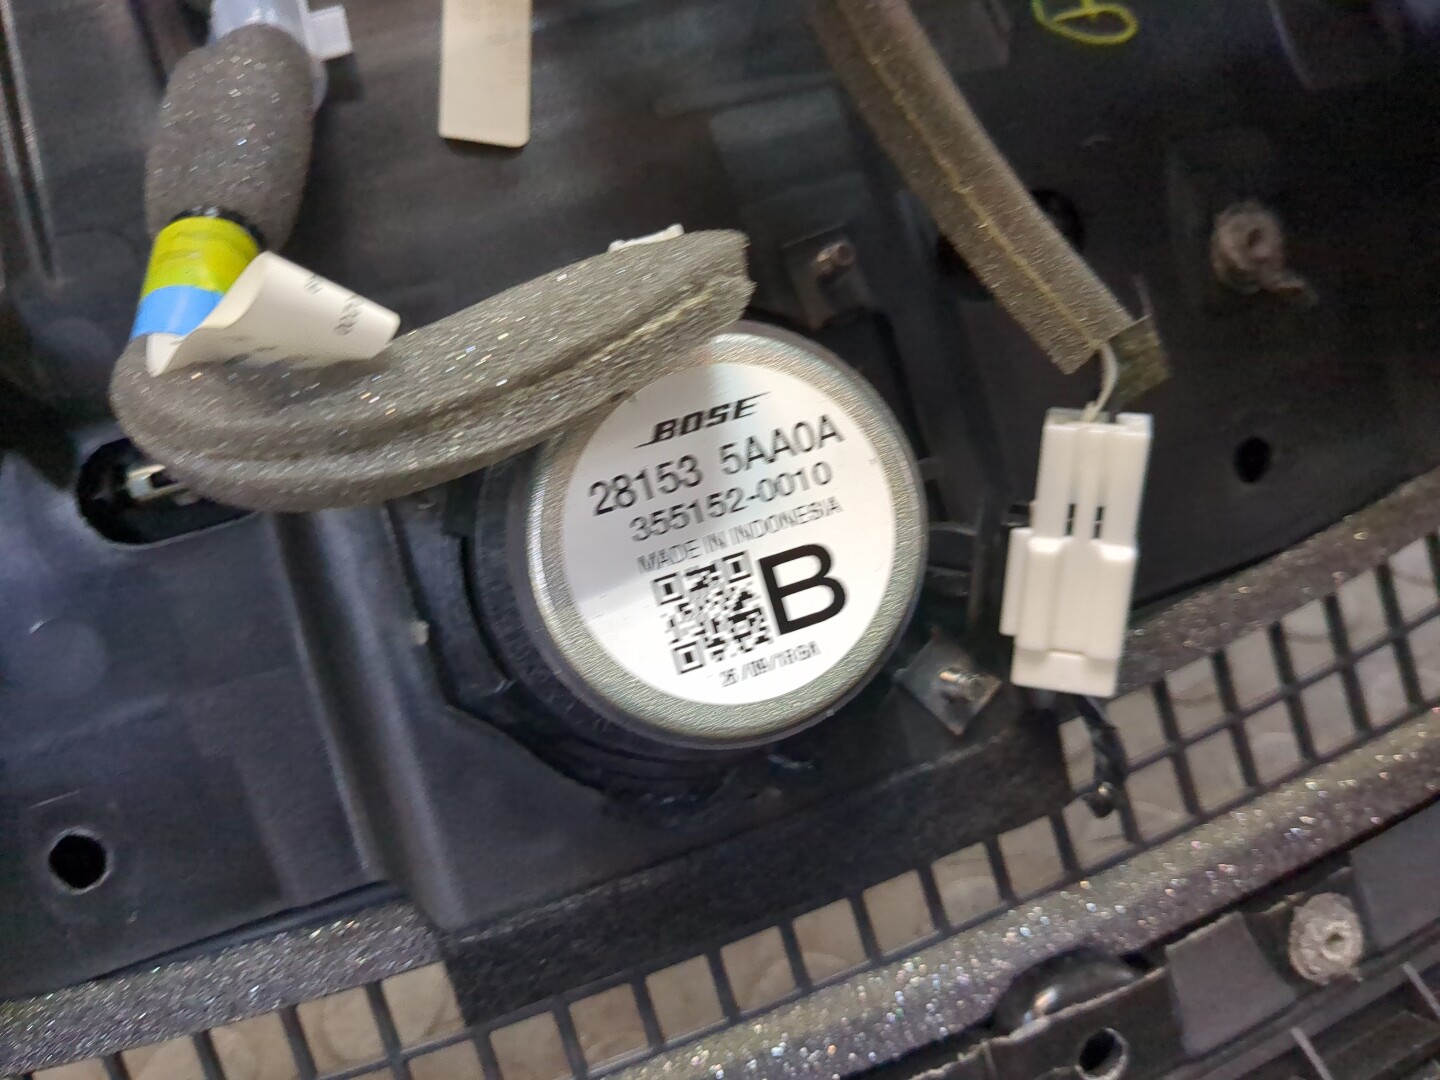 BOSE
28153 5AA0A
355152-0010
MADE IN INDONESIA
B